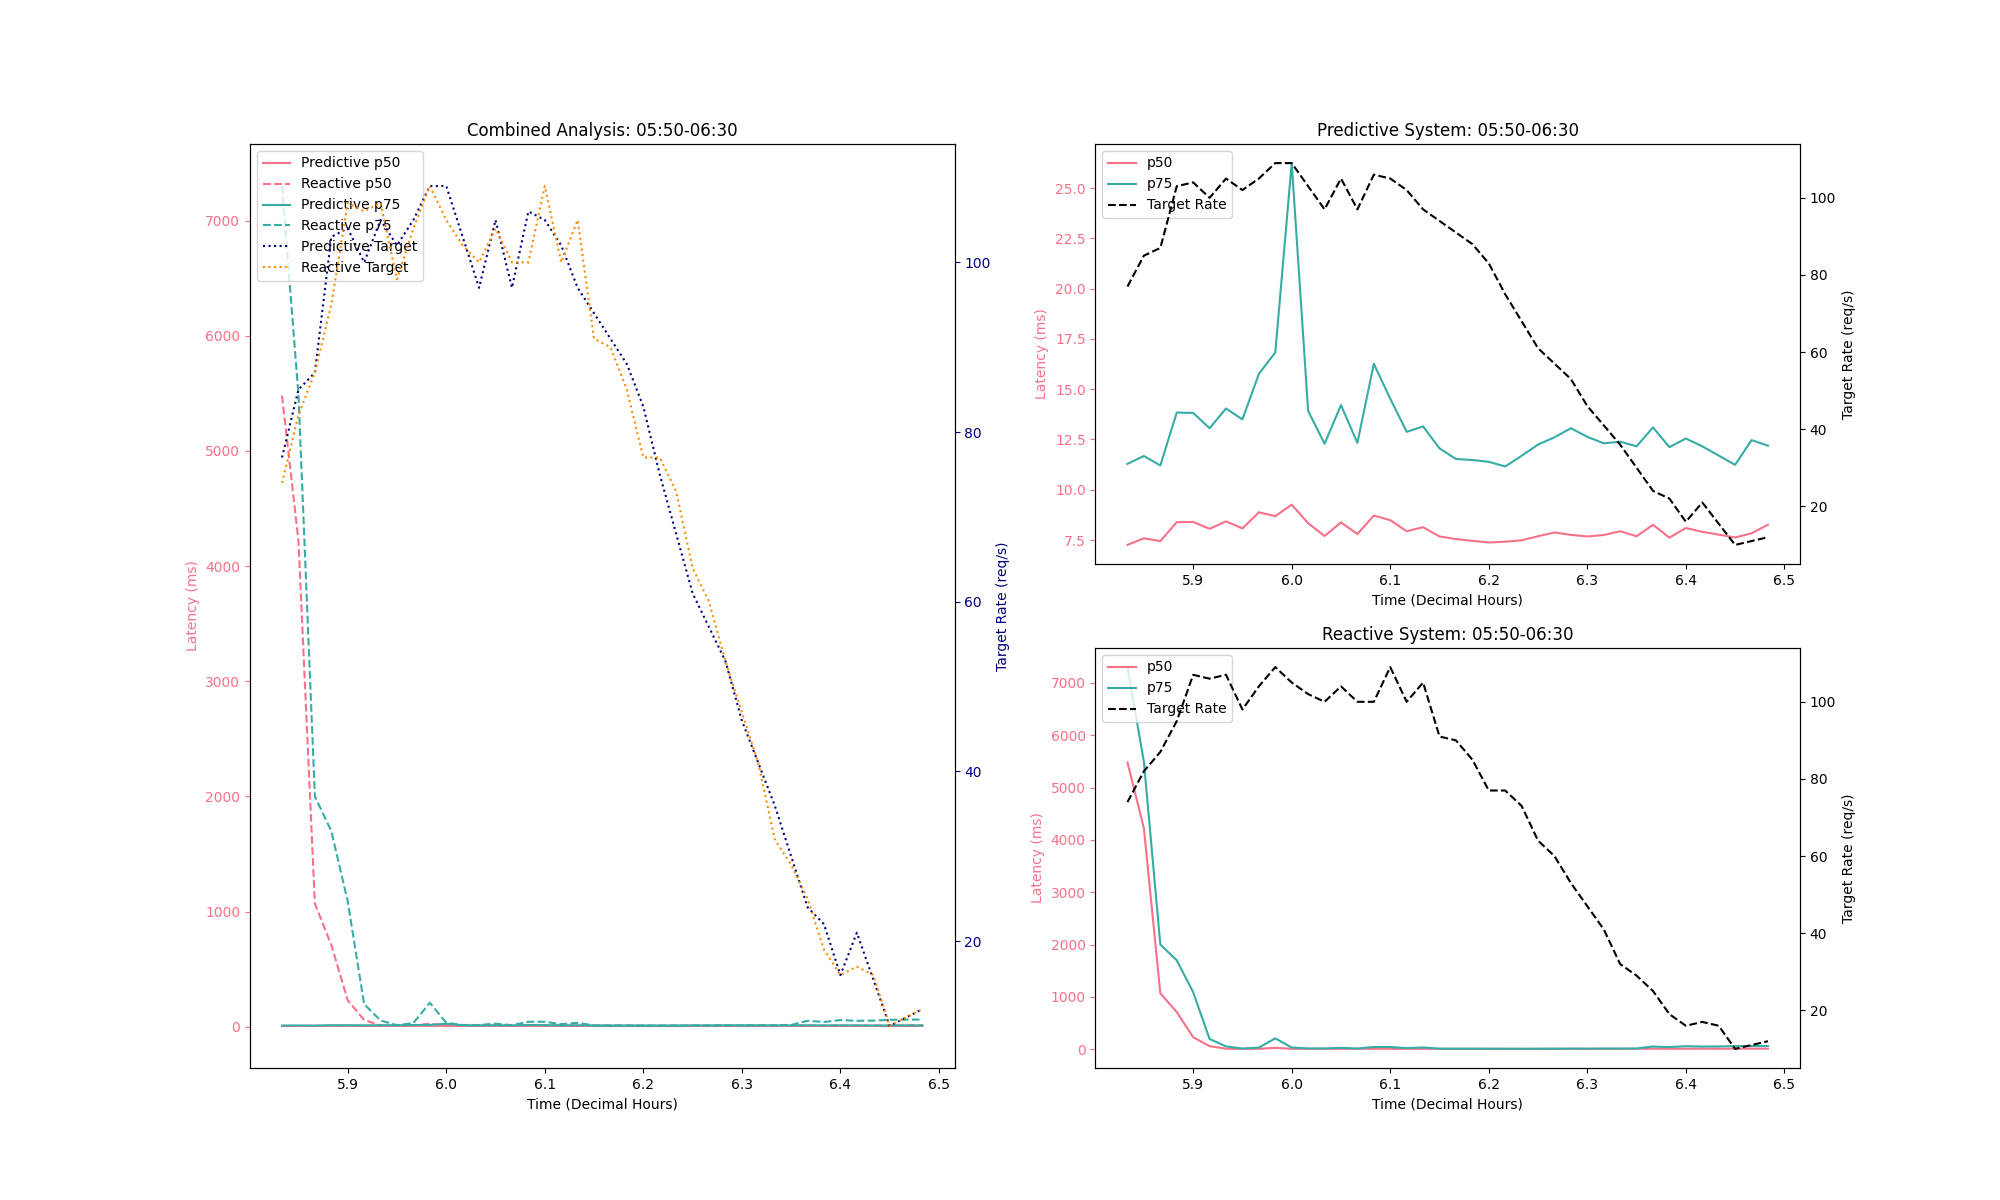 Combined Analysis: 05:50-06:30
Predictive p50
Reactive p50
Predictive p75
Reactive p75
Predictive Target
Reactive Target
7000
6000
5000
4000
3000
2000
1000
0
Latency (ms)
100
80
60
40
20
Target Rate (req/s)
5.9 6.0 6.1 6.2 6.3 6.4 6.5
Time (Decimal Hours)
Predictive System: 05:50-06:30
p50
p75
Target Rate
25.0
22.5
20.0
17.5
15.0
12.5
10.0
7.5
Latency (ms)
100
80
60
40
20
Target Rate (req/s)
5.9 6.0 6.1 6.2 6.3 6.4 6.5
Time (Decimal Hours)
Reactive System: 05:50-06:30
p50
p75
Target Rate
7000
6000
5000
4000
3000
2000
1000
0
Latency (ms)
100
80
60
40
20
Target Rate (req/s)
5.9 6.0 6.1 6.2 6.3 6.4 6.5
Time (Decimal Hours)